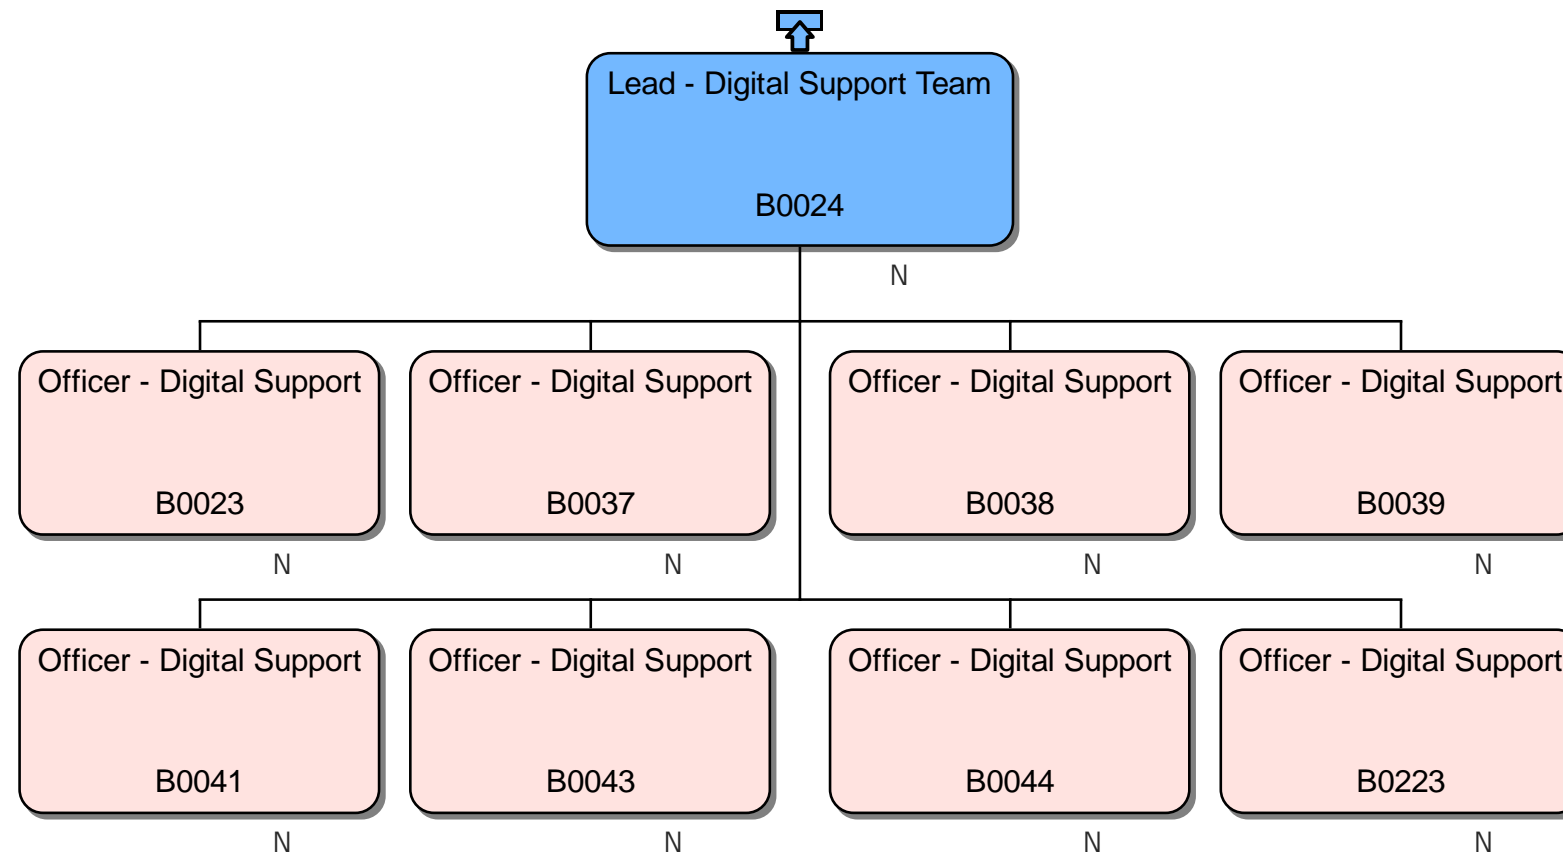 Lead - Digital Support Team
B0024
N
Officer - Digital Support
B0023
N
Officer - Digital Support
B0037
N
Officer - Digital Support
B0038
N
Officer - Digital Support
B0039
N
Officer - Digital Support
B0041
N
Officer - Digital Support
B0043
N
Officer - Digital Support
B0044
N
Officer - Digital Support
B0223
N